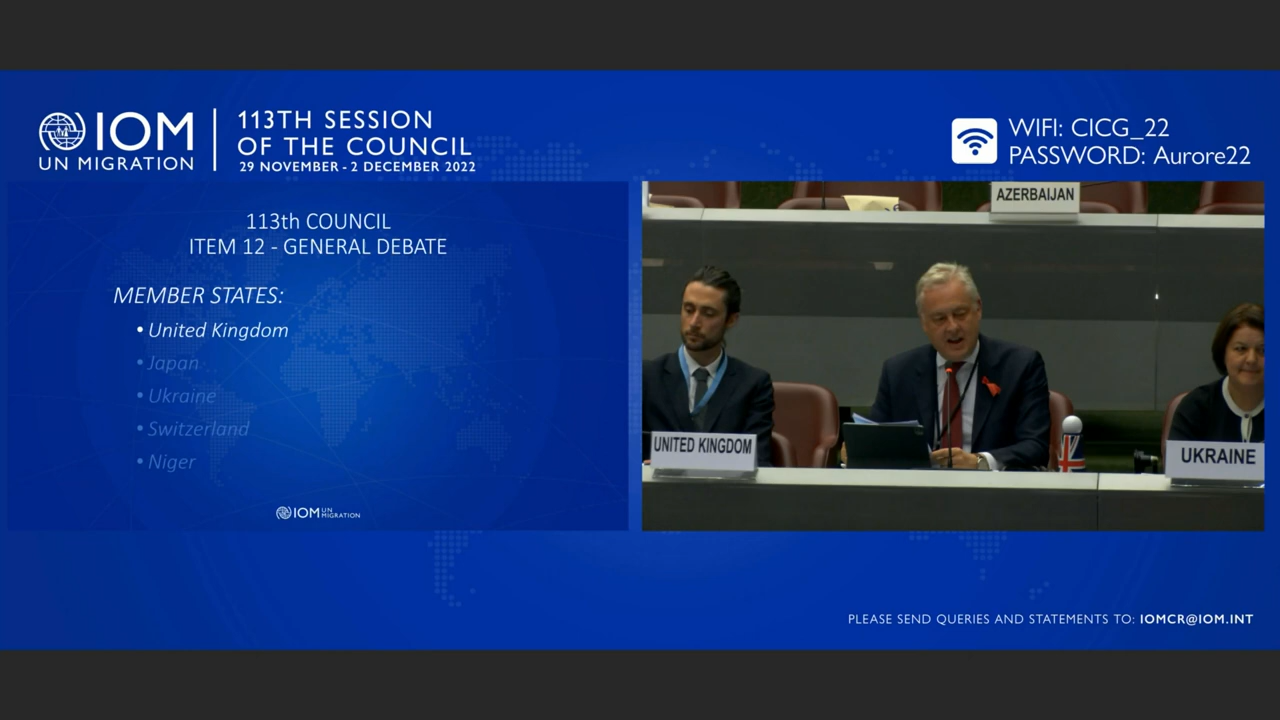 IOM
UN MIGRATION
113TH SESSION
OF THE COUNCIL
29 NOVEMBER - 2 DECEMBER 2022
WIFI: CICG_22
PASSWORD: Aurore22
113th COUNCIL
ITEM 12 - GENERAL DEBATE
MEMBER STATES:
• United Kingdom
• Japan
• Ukraine
• Switzerland
• Niger
IOM UN MIGRATION
AZERBAIJAN
UNITED KINGDOM
UKRAINE
PLEASE SEND QUERIES AND STATEMENTS TO: IOMCR@IOM.INT